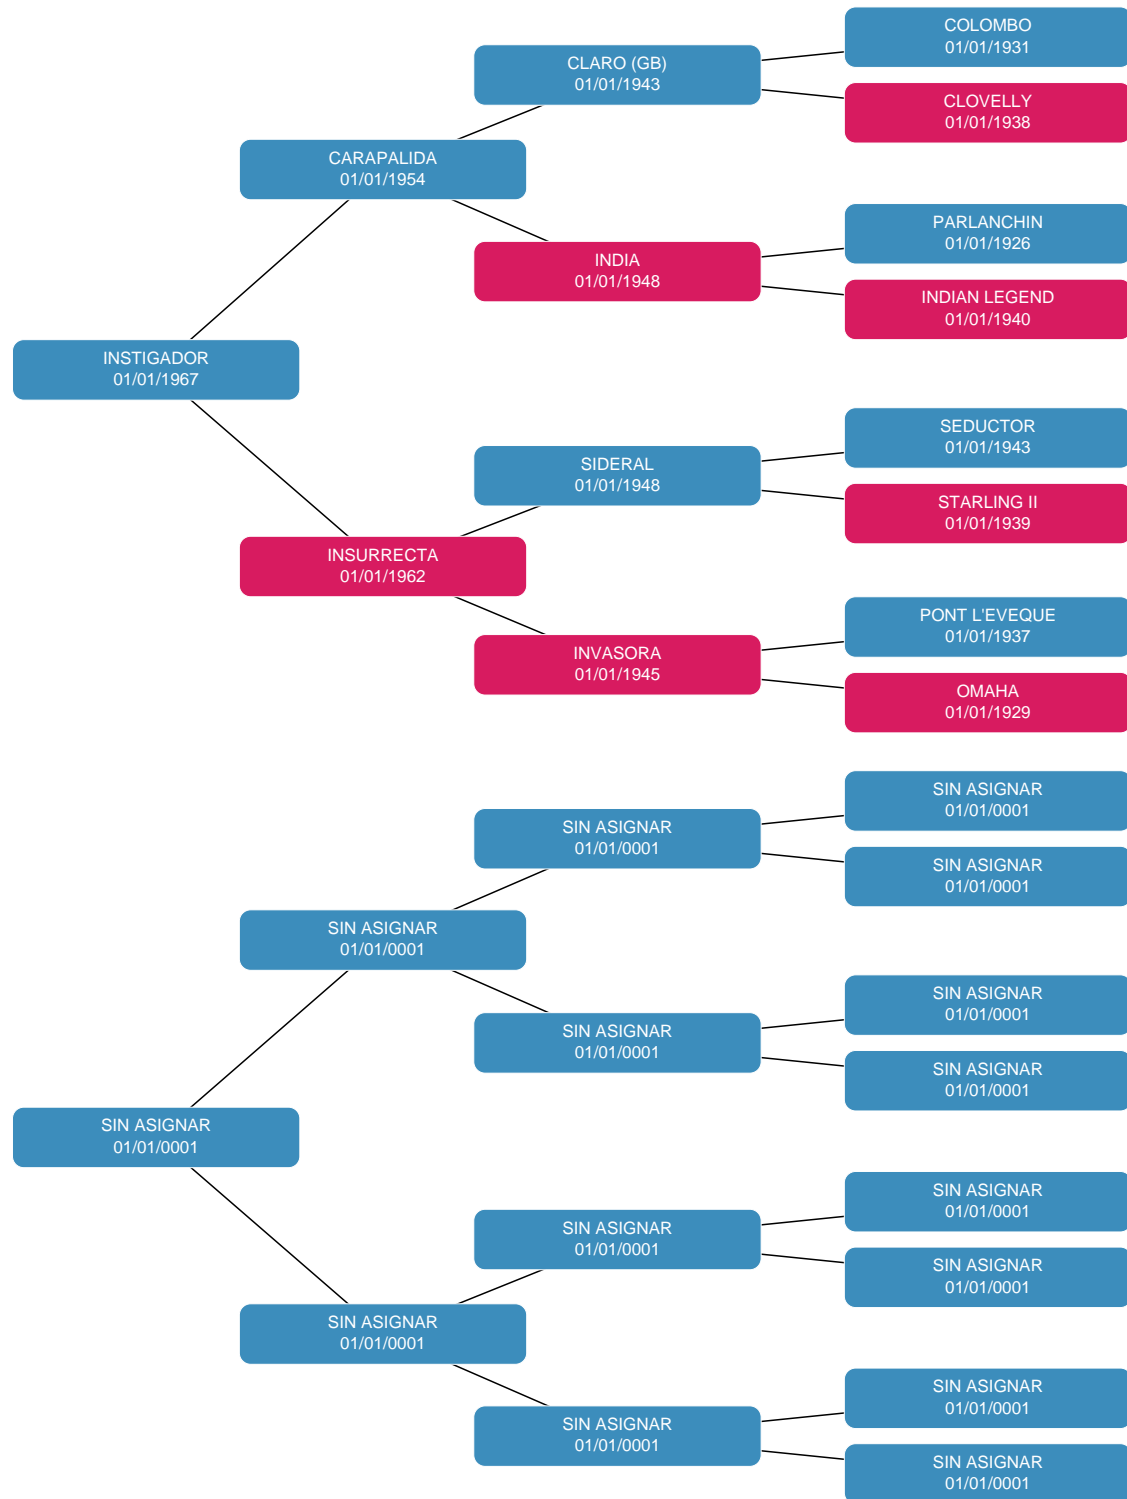 COLOMBO
01/01/1931
CLARO (GB)
01/01/1943
CLOVELLY
01/01/1938
CARAPALIDA
01/01/1954
PARLANCHIN
01/01/1926
INDIA
01/01/1948
INDIAN LEGEND
01/01/1940
INSTIGADOR
01/01/1967
SEDUCTOR
01/01/1943
SIDERAL
01/01/1948
STARLING II
01/01/1939
INSURRECTA
01/01/1962
PONT L'EVEQUE
01/01/1937
INVASORA
01/01/1945
OMAHA
01/01/1929
SIN ASIGNAR
01/01/0001
SIN ASIGNAR
01/01/0001
SIN ASIGNAR
01/01/0001
SIN ASIGNAR
01/01/0001
SIN ASIGNAR
01/01/0001
SIN ASIGNAR
01/01/0001
SIN ASIGNAR
01/01/0001
SIN ASIGNAR
01/01/0001
SIN ASIGNAR
01/01/0001
SIN ASIGNAR
01/01/0001
SIN ASIGNAR
01/01/0001
SIN ASIGNAR
01/01/0001
SIN ASIGNAR
01/01/0001
SIN ASIGNAR
01/01/0001
SIN ASIGNAR
01/01/0001